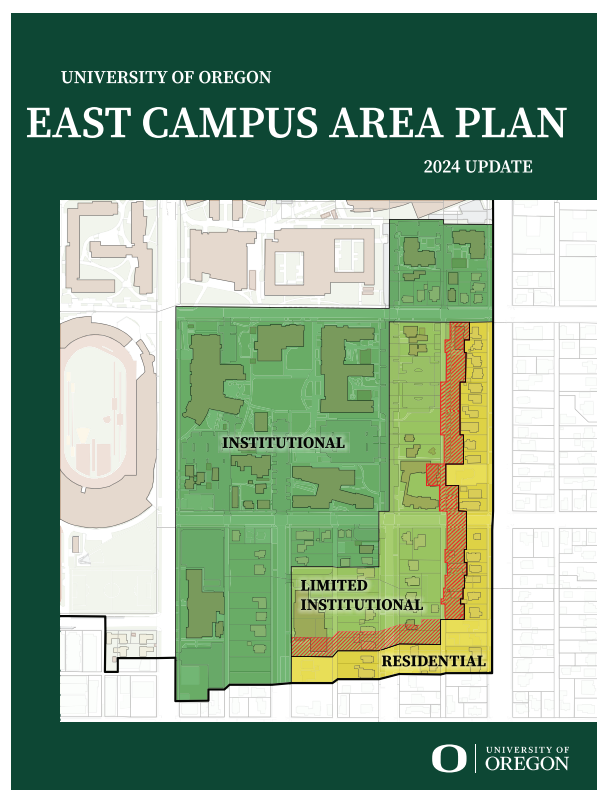 UNIVERSITY OF OREGON
EAST CAMPUS AREA PLAN
2024 UPDATE
INSTITUTIONAL
LIMITED
INSTITUTIONAL
RESIDENTIAL
O
UNIVERSITY OF
OREGON